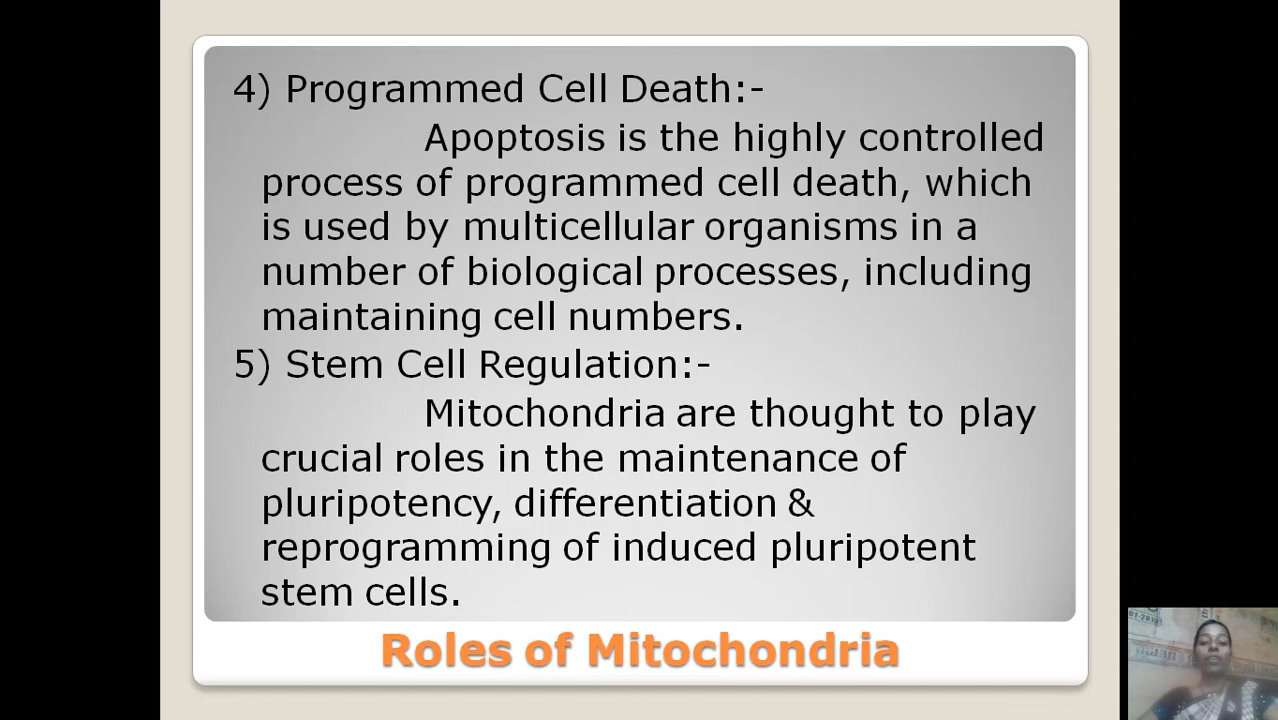 4) Programmed Cell Death:-
Apoptosis is the highly controlled
process of programmed cell death, which
is used by multicellular organisms in a
number of biological processes, including
maintaining cell numbers.
5) Stem Cell Regulation:-
Mitochondria are thought to play
crucial roles in the maintenance of
pluripotency, differentiation &
reprogramming of induced pluripotent
stem cells.
Roles of Mitochondria